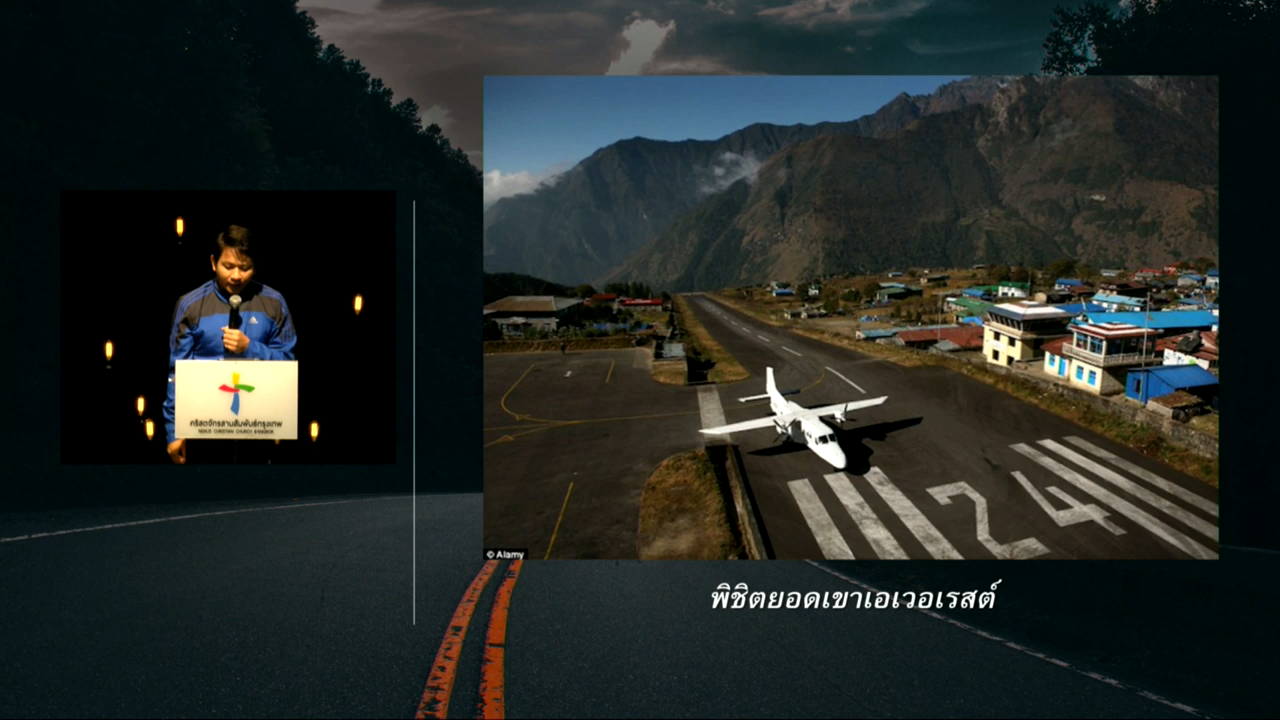 คริสตจักรสานสัมพันธ์กรุงเทพ
NEXUS CHRISTIAN CHURCH BANGKOK
adidas
24
© Alamy
พิชิตยอดเขาเอเวอเรสต์